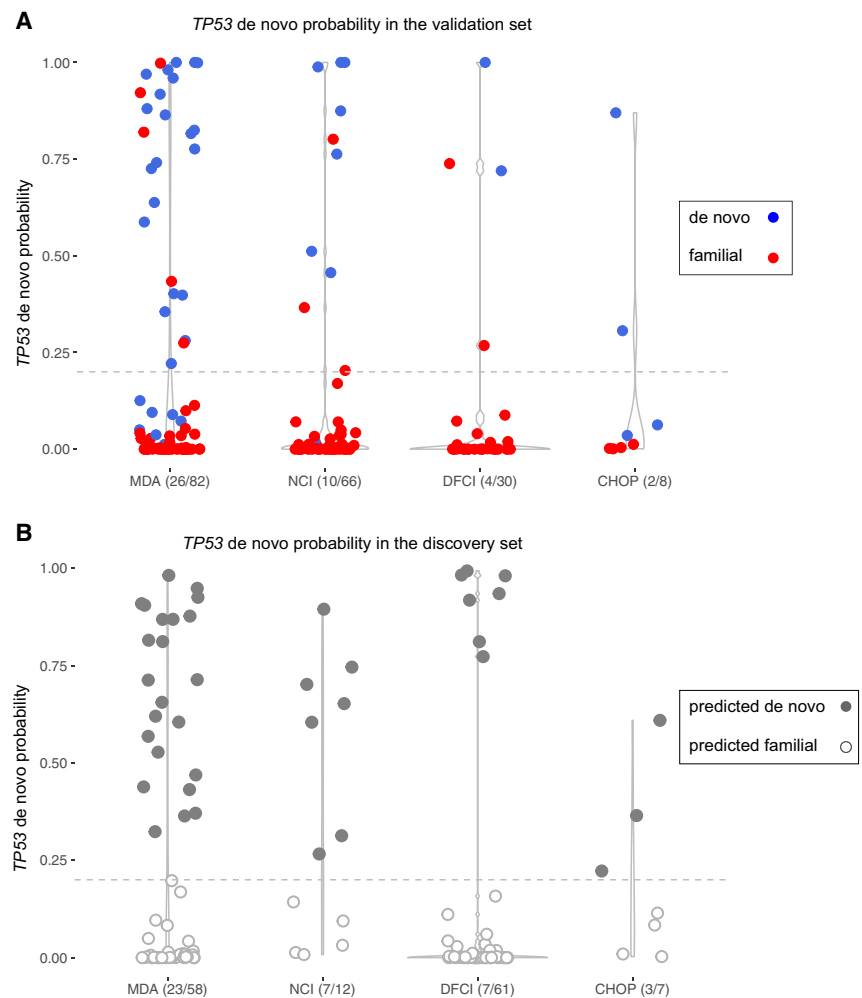 A
TP53 de novo probability in the validation set
TP53 de novo probability
1.00
0.75
0.50
0.25
0.00
MDA (26/82)
NCI (10/66)
DFCI (4/30)
CHOP (2/8)
de novo
familial
B
TP53 de novo probability in the discovery set
TP53 de novo probability
1.00
0.75
0.50
0.25
0.00
MDA (23/58)
NCI (7/12)
DFCI (7/61)
CHOP (3/7)
predicted de novo
predicted familial